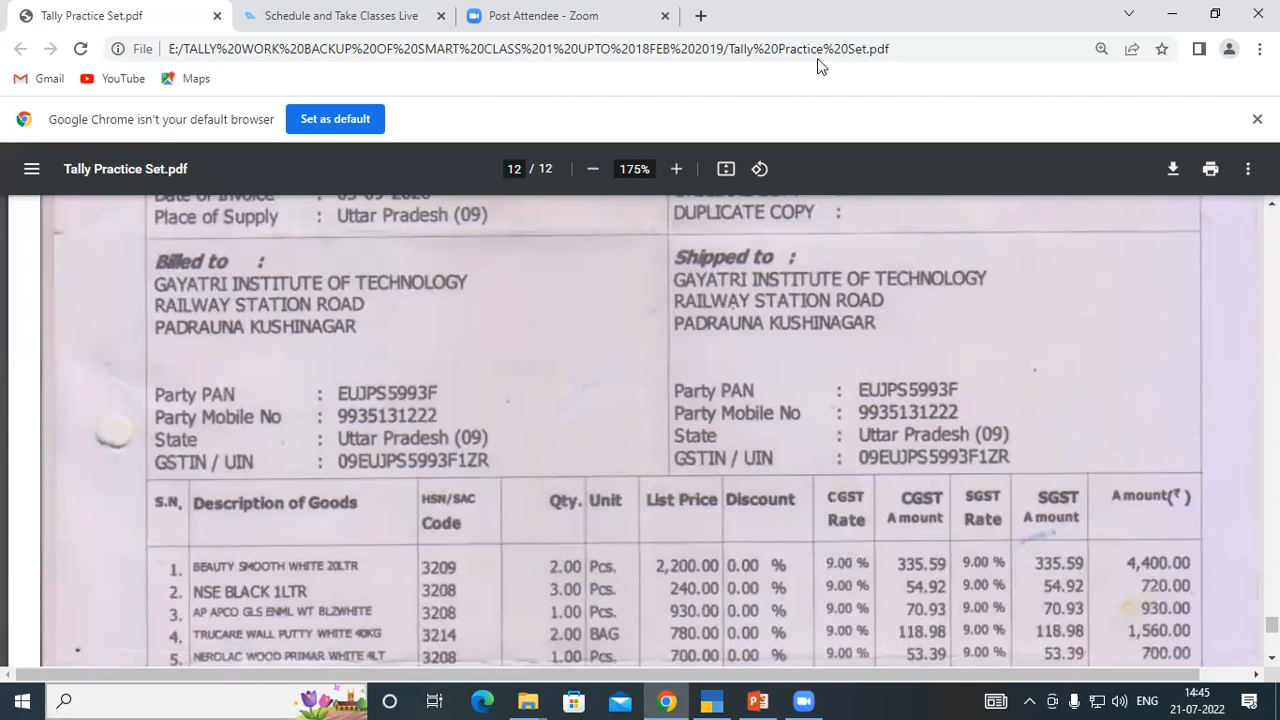 Tally Practice Set.pdf
Schedule and Take Classes Live
Post Attendee - Zoom
File E:/TALLY%20WORK%20BACKUP%20OF%20SMART%20CLASS%201%20UPTO%2018FEB%202019/Tally%20Practice%20Set.pdf
Gmail YouTube Maps
Google Chrome isn't your default browser Set as default
Tally Practice Set.pdf 12 / 12 175%
Date of Invoice : 05-09-2020
Place of Supply : Uttar Pradesh (09) DUPLICATE COPY :
Billed to :
GAYATRI INSTITUTE OF TECHNOLOGY
RAILWAY STATION ROAD
PADRAUNA KUSHINAGAR
Party PAN : EUJPS5993F
Party Mobile No : 9935131222
State : Uttar Pradesh (09)
GSTIN / UIN : 09EUJPS5993F1ZR
Shipped to :
GAYATRI INSTITUTE OF TECHNOLOGY
RAILWAY STATION ROAD
PADRAUNA KUSHINAGAR
Party PAN : EUJPS5993F
Party Mobile No : 9935131222
State : Uttar Pradesh (09)
GSTIN / UIN : 09EUJPS5993F1ZR
S.N. Description of Goods HSN/SAC Code Qty. Unit List Price Discount CGST Rate CGST Amount SGST Rate SGST Amount Amount(₹)
1. BEAUTY SMOOTH WHITE 20LTR 3209 2.00 Pcs. 2,200.00 0.00 % 9.00 % 335.59 9.00 % 335.59 4,400.00
2. NSE BLACK 1LTR 3208 3.00 Pcs. 240.00 0.00 % 9.00 % 54.92 9.00 % 54.92 720.00
3. AP APCO GLS ENML WT BLZWHITE 3208 1.00 Pcs. 930.00 0.00 % 9.00 % 70.93 9.00 % 70.93 930.00
4. TRUCARE WALL PUTTY WHITE 40KG 3214 2.00 BAG 780.00 0.00 % 9.00 % 118.98 9.00 % 118.98 1,560.00
5. NEROLAC WOOD PRIMAR WHITE 4LT 3208 1.00 Pcs. 700.00 0.00 % 9.00 % 53.39 9.00 % 53.39 700.00
ENG
14:45
21-07-2022